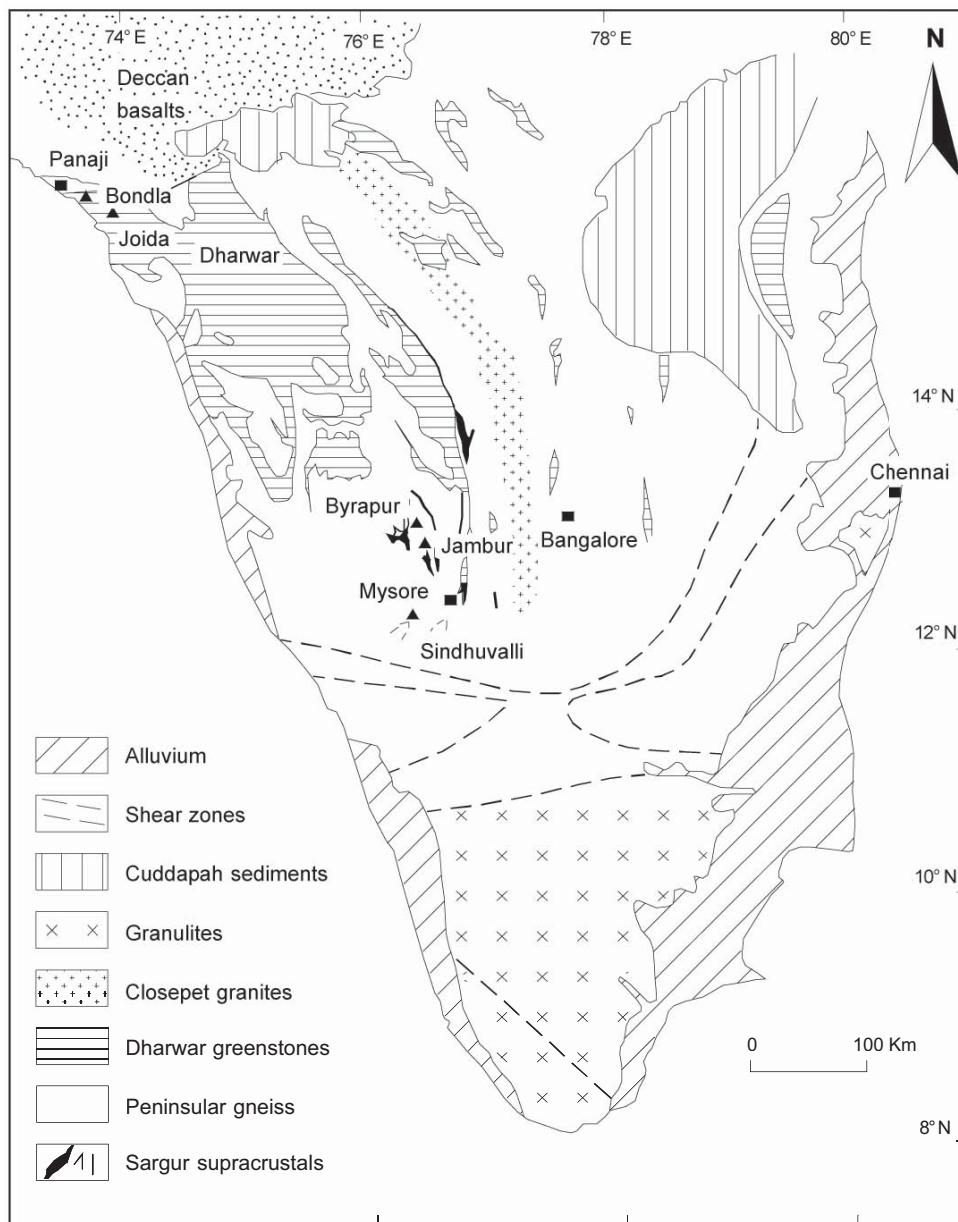 74° E
76° E
78° E
80° E
N
Deccan
basalts
Panaji
Bondla
Joida
Dharwar
14° N
Chennai
Byrapur
Jambur
Bangalore
Mysore
12° N
Sindhuvalli
Alluvium
Shear zones
Cuddapah sediments
10° N
Granulites
Closepet granites
Dharwar greenstones
0 100 Km
Peninsular gneiss
8° N
Sargur supracrustals